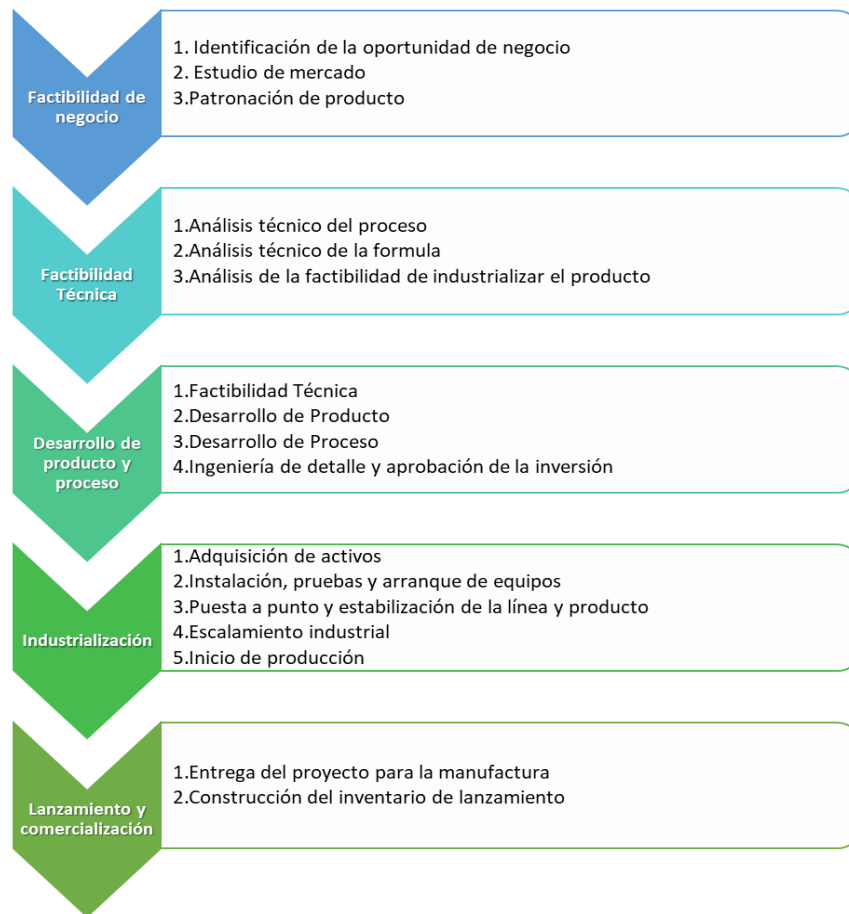 Factibilidad de
negocio
1. Identificación de la oportunidad de negocio
2. Estudio de mercado
3.Patronación de producto
Factibilidad
Técnica
1.Análisis técnico del proceso
2.Análisis técnico de la formula
3.Análisis de la factibilidad de industrializar el producto
Desarrollo de
producto y
proceso
1.Factibilidad Técnica
2.Desarrollo de Producto
3.Desarrollo de Proceso
4.Ingeniería de detalle y aprobación de la inversión
Industrialización
1.Adquisición de activos
2.Instalación, pruebas y arranque de equipos
3.Puesta a punto y estabilización de la línea y producto
4.Escalamiento industrial
5.Inicio de producción
Lanzamiento y
comercialización
1.Entrega del proyecto para la manufactura
2.Construcción del inventario de lanzamiento